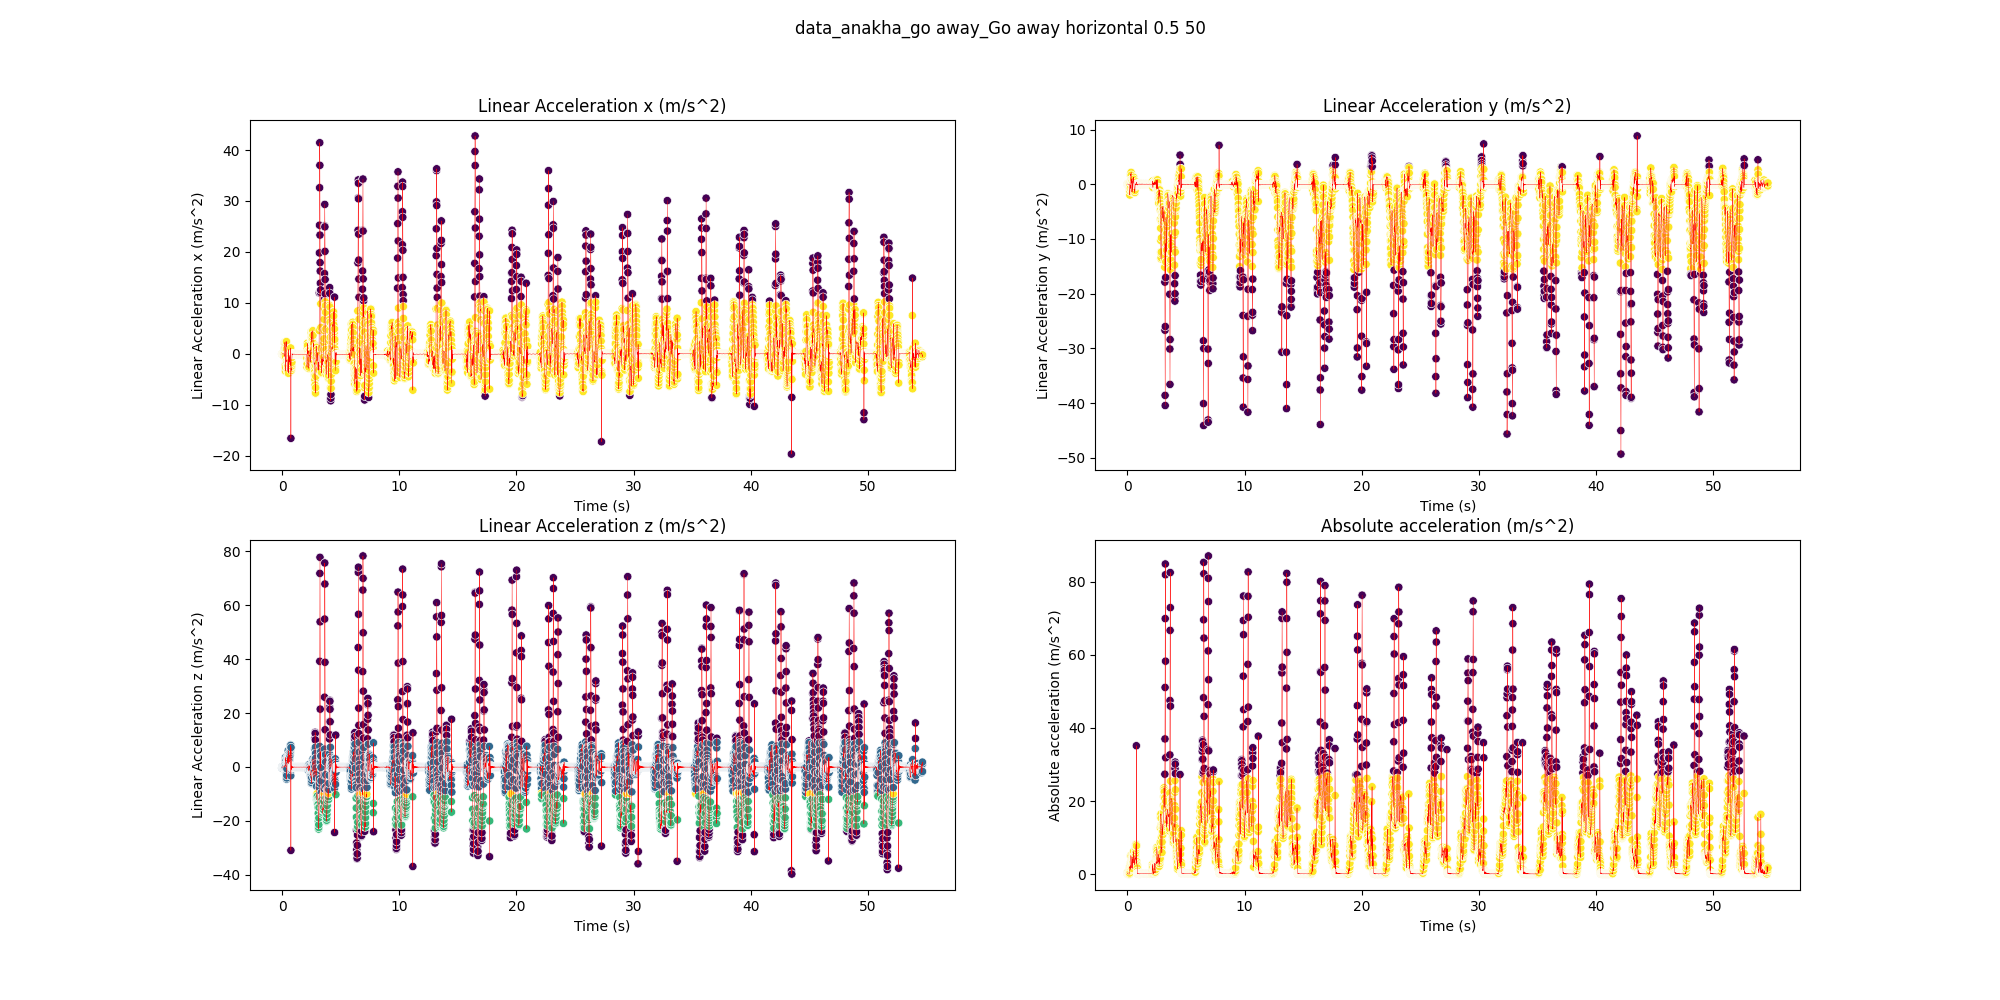 data_anakha_go away_Go away horizontal 0.5 50
Linear Acceleration x (m/s^2)
Linear Acceleration x (m/s^2)
40
30
20
10
0
−10
−20
0 10 20 30 40 50
Time (s)
Linear Acceleration y (m/s^2)
Linear Acceleration y (m/s^2)
10
0
−10
−20
−30
−40
−50
0 10 20 30 40 50
Time (s)
Linear Acceleration z (m/s^2)
Linear Acceleration z (m/s^2)
80
60
40
20
0
−20
−40
0 10 20 30 40 50
Time (s)
Absolute acceleration (m/s^2)
Absolute acceleration (m/s^2)
80
60
40
20
0
0 10 20 30 40 50
Time (s)